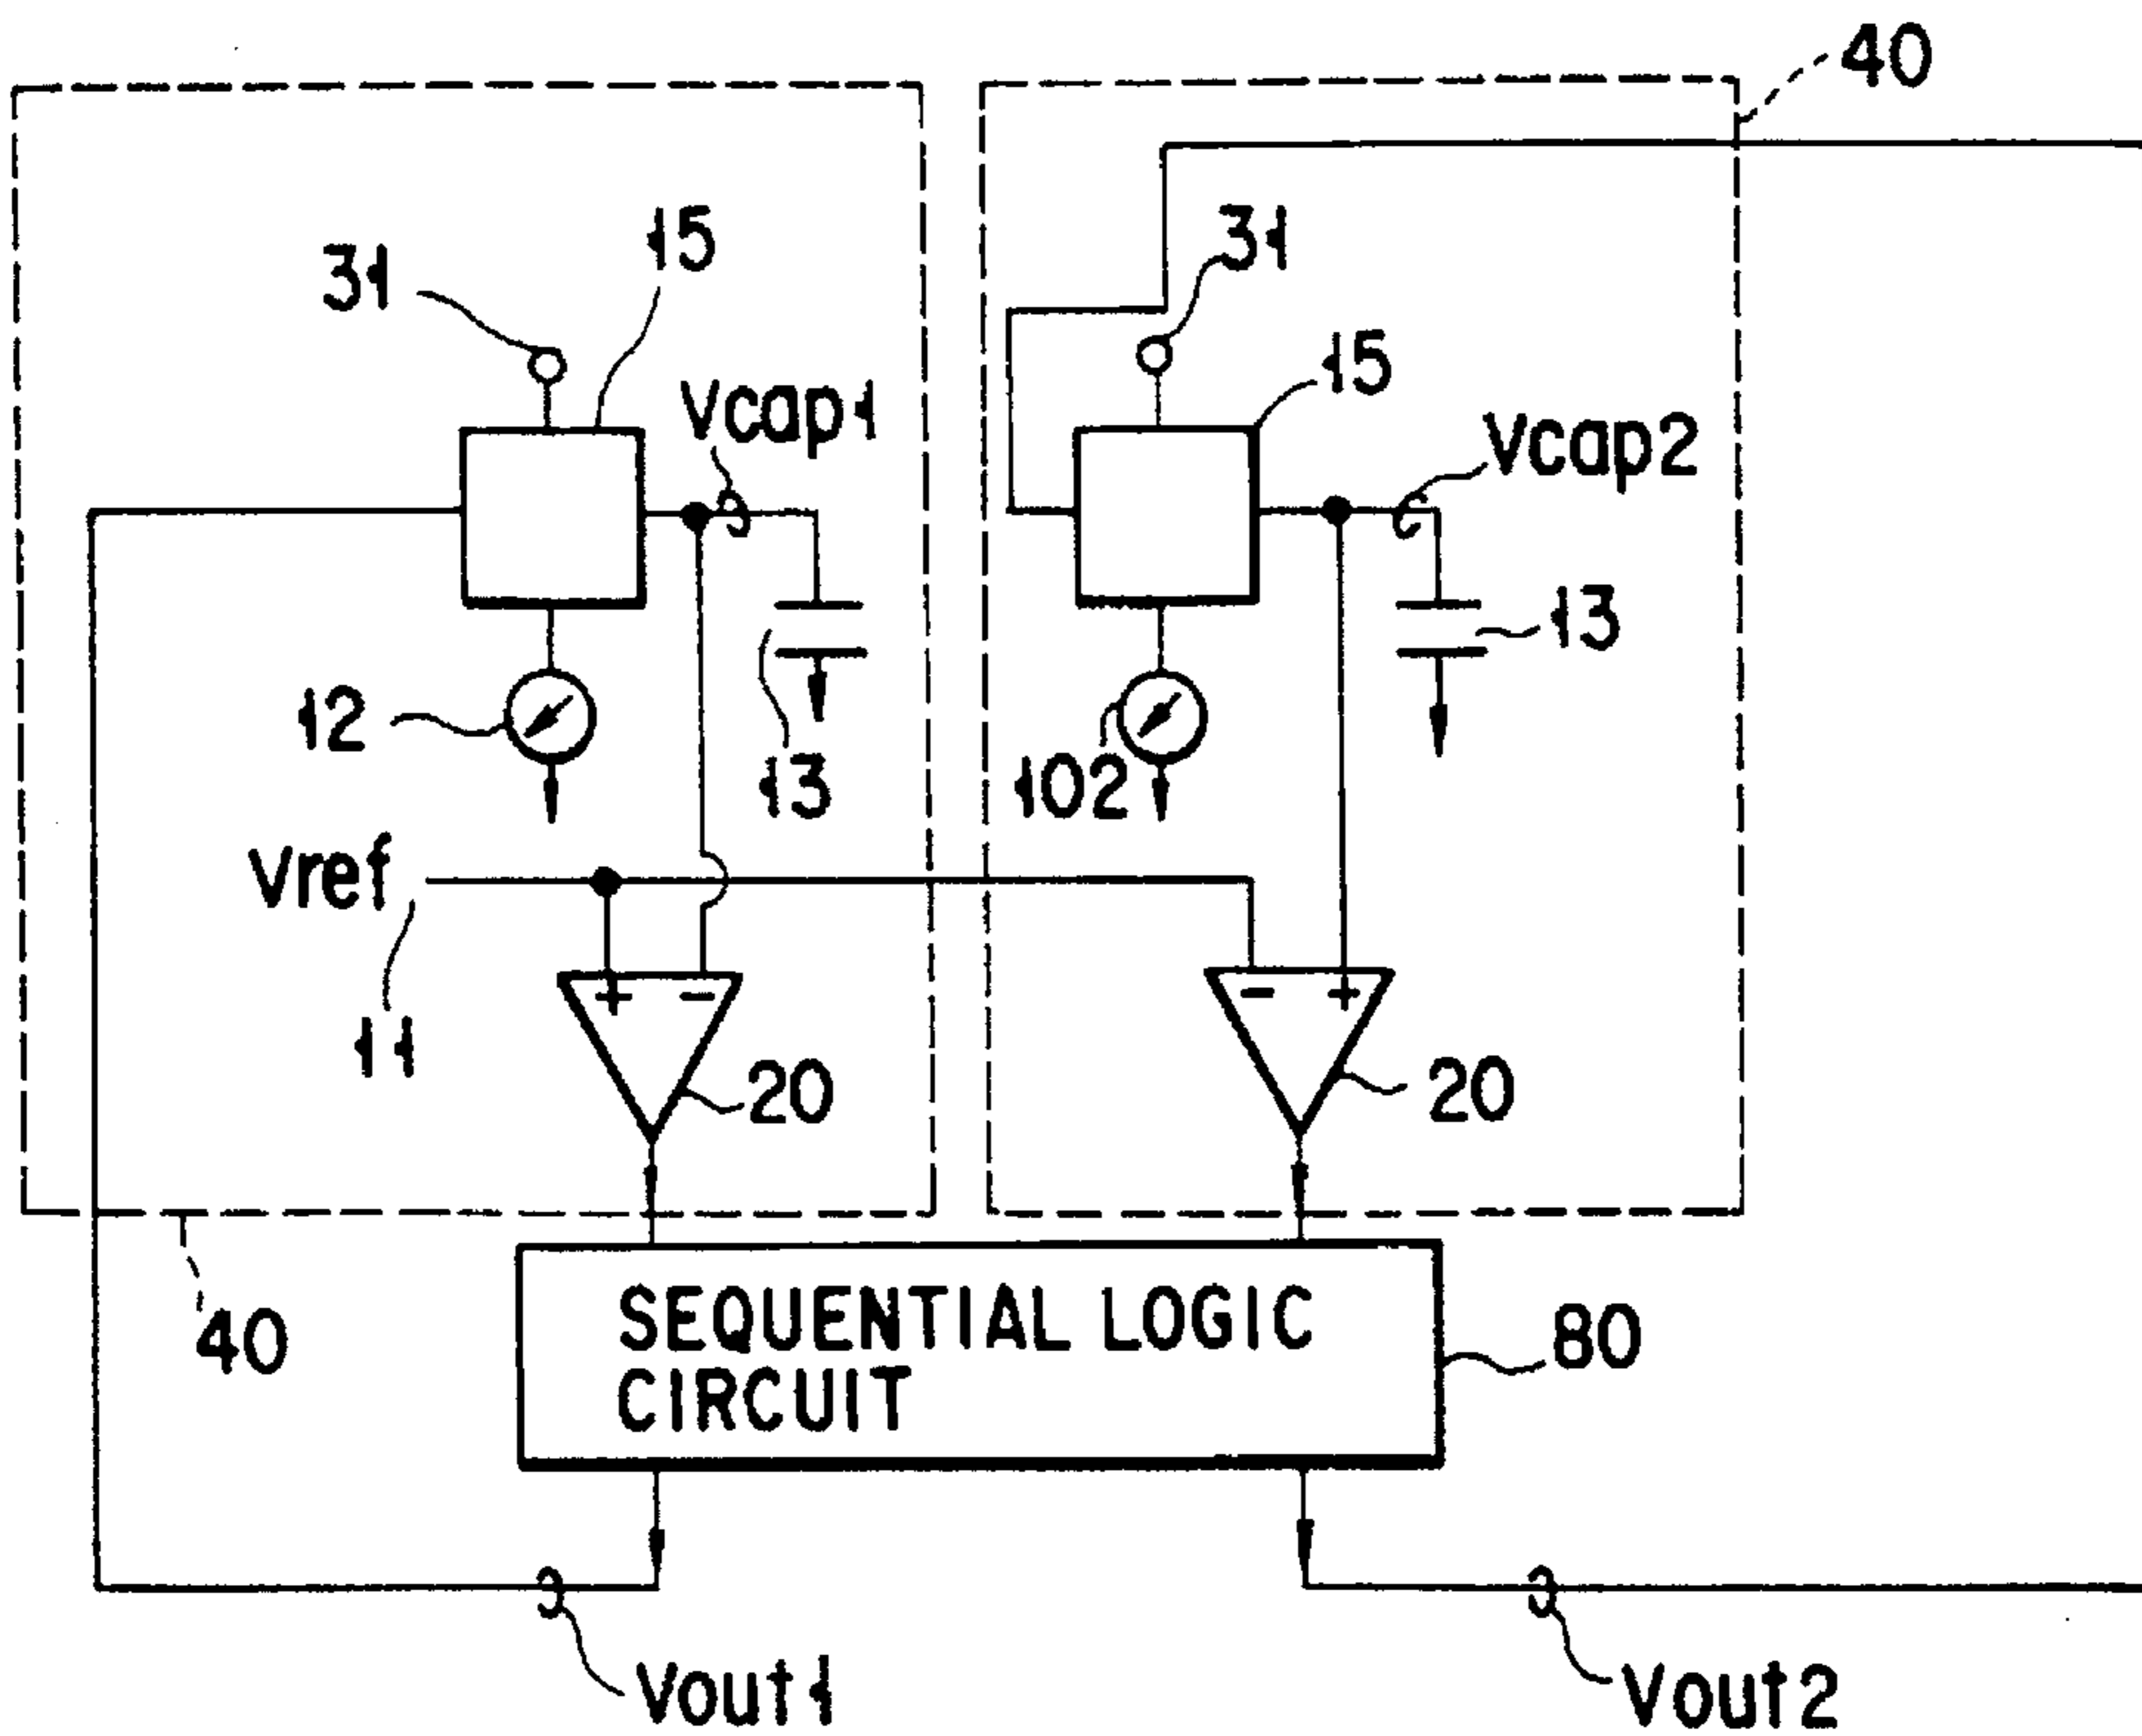 40
31
15
31
15
Vcap1
Vcap2
13
12
13
102
Vref
11
+ -
- +
20
20
SEQUENTIAL LOGIC
CIRCUIT
80
40
Vout1
Vout2